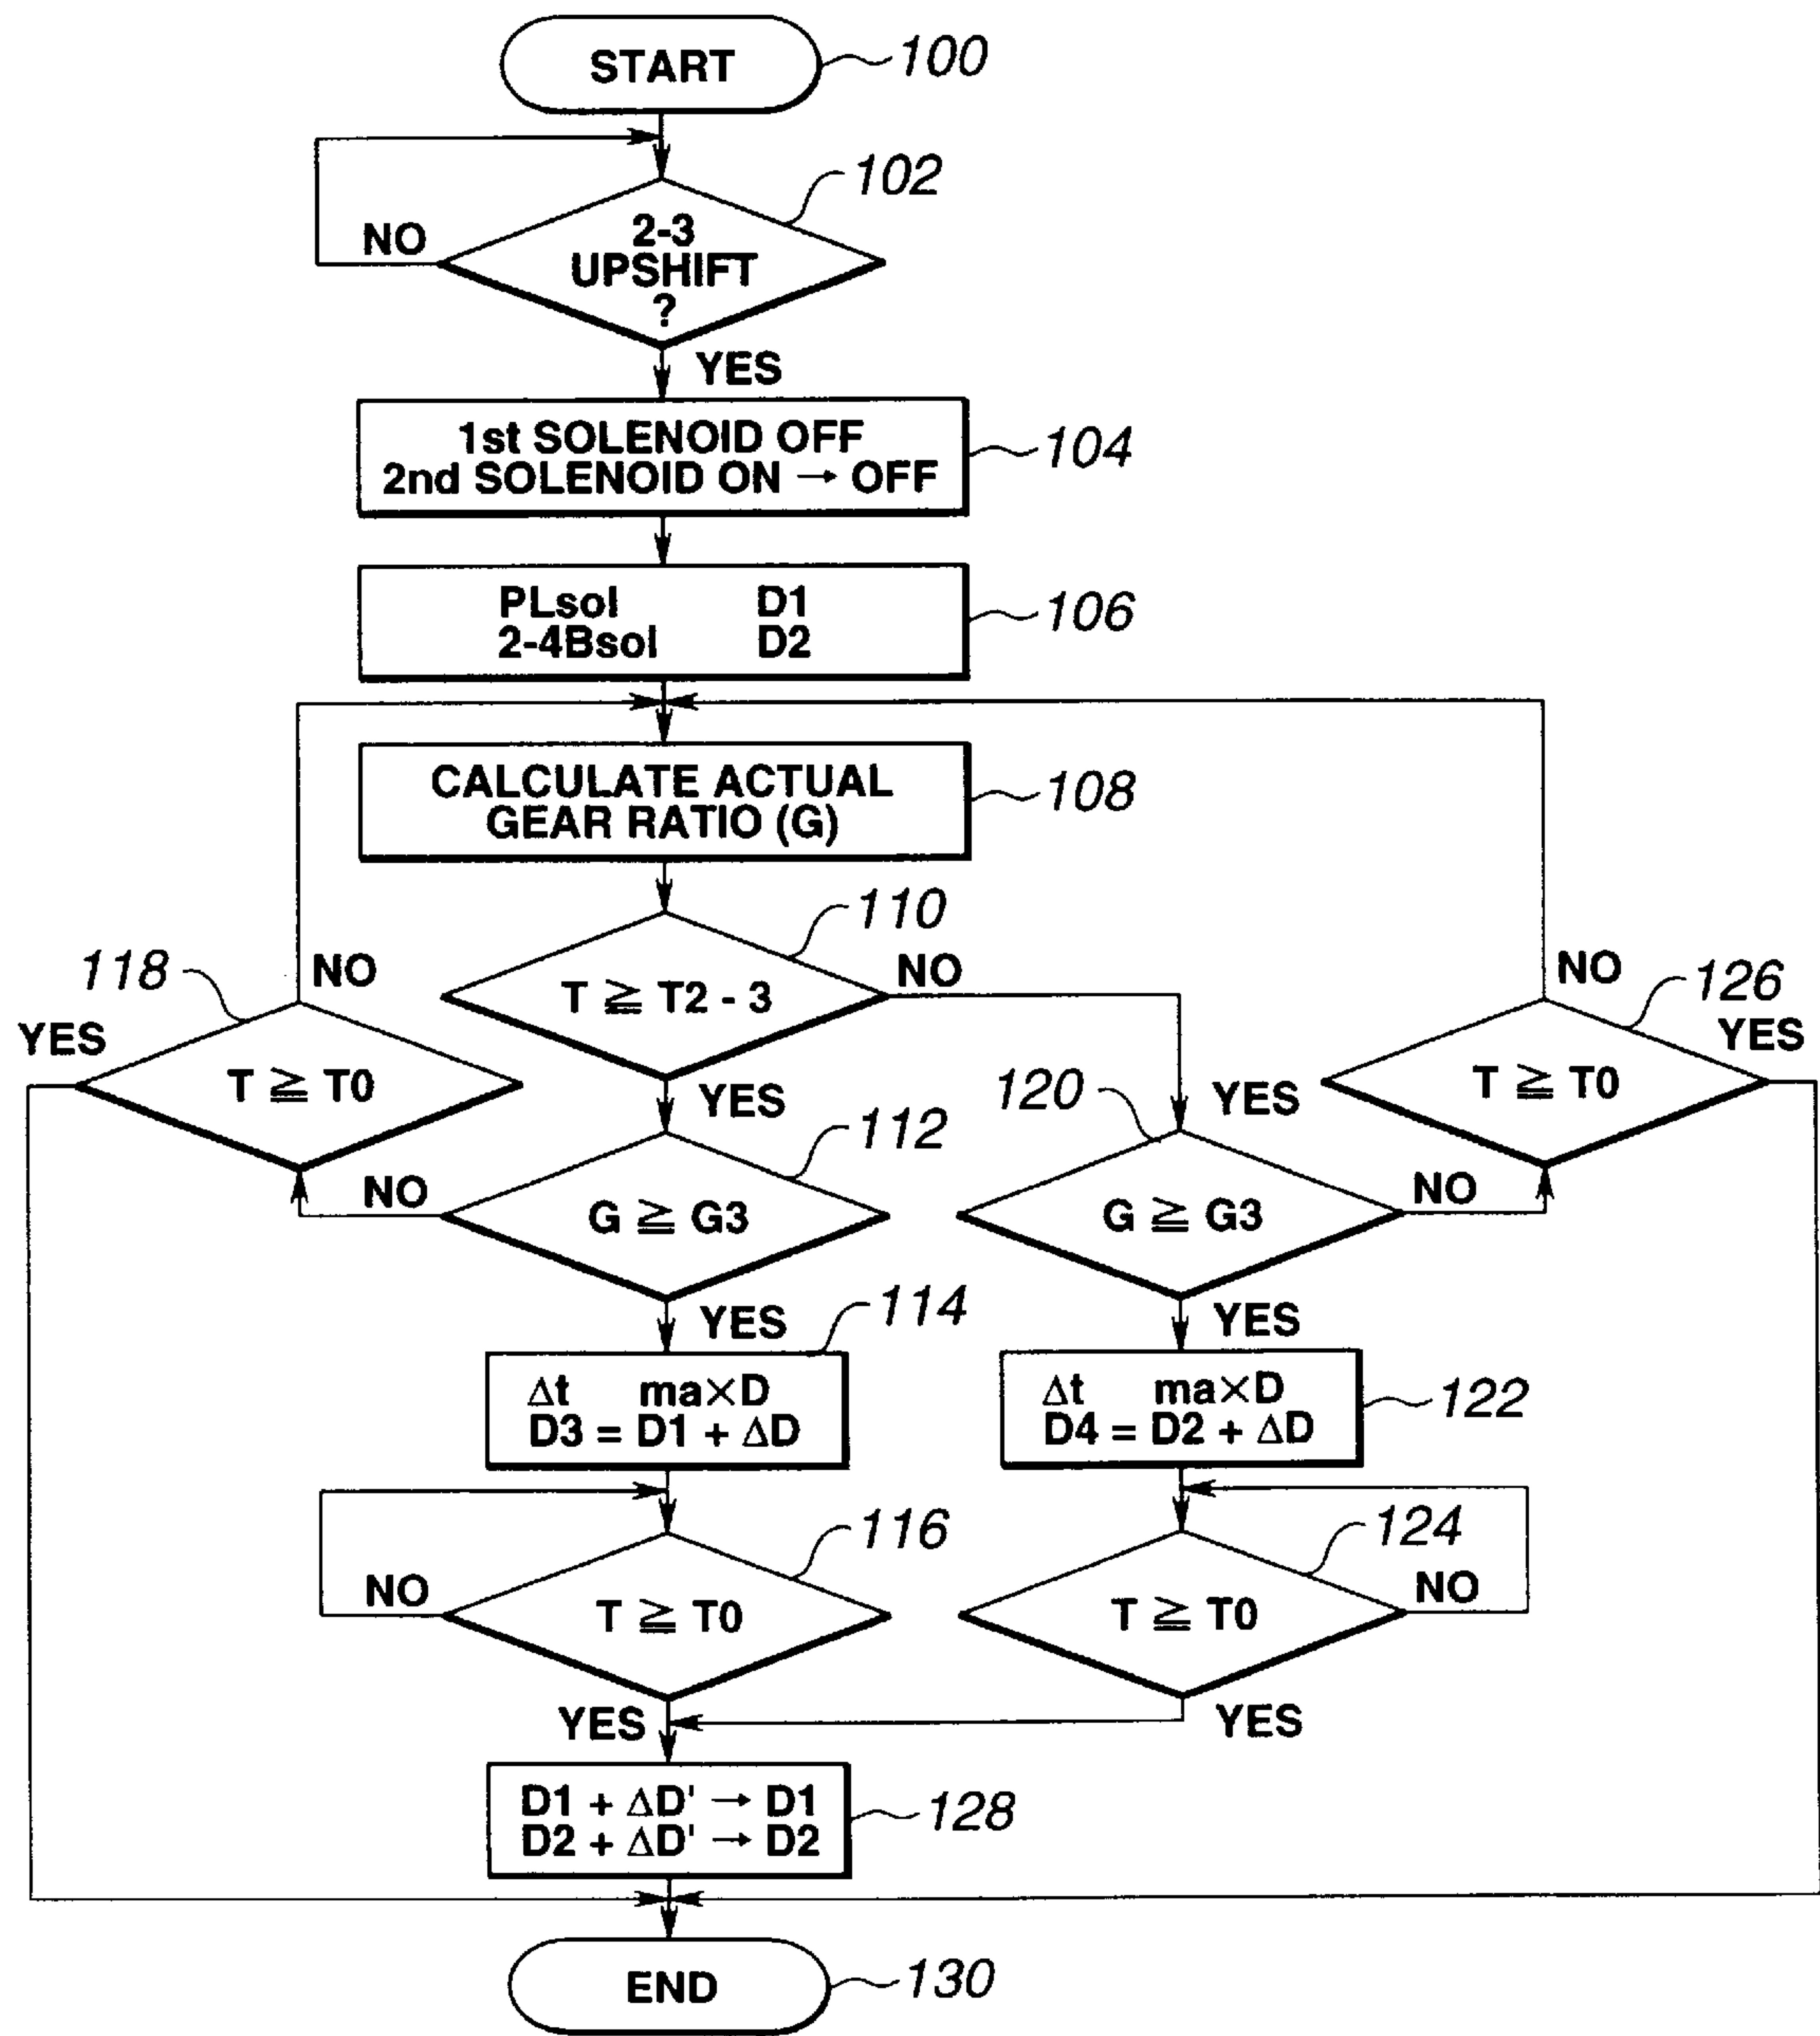 START
100
102
2-3
UPSHIFT
?
NO
YES
1st SOLENOID OFF
2nd SOLENOID ON → OFF
104
PLsol D1
2-4Bsol D2
106
CALCULATE ACTUAL
GEAR RATIO (G)
108
110
T ≧ T2 - 3
NO
YES
118
NO
YES
T ≧ T0
126
NO
YES
T ≧ T0
112
G ≧ G3
NO
YES
120
YES
G ≧ G3
NO
YES
114
Δt ma×D
D3 = D1 + ΔD
122
Δt ma×D
D4 = D2 + ΔD
116
T ≧ T0
NO
YES
124
T ≧ T0
NO
YES
D1 + ΔD' → D1
D2 + ΔD' → D2
128
END
130